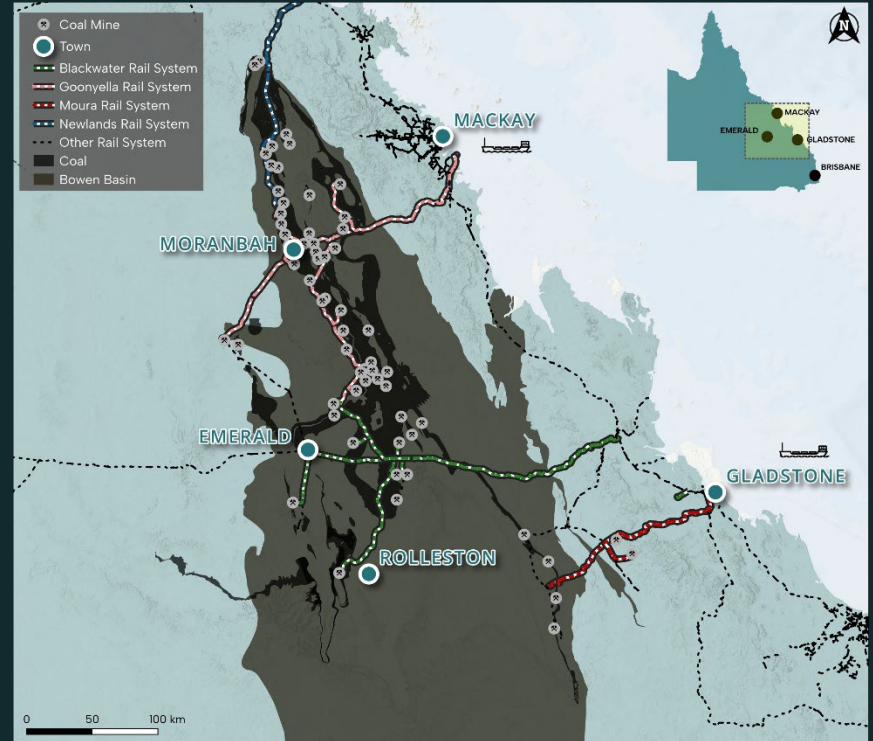 Coal Mine
Town
Blackwater Rail System
Goonyella Rail System
Moura Rail System
Newlands Rail System
Other Rail System
Coal
Bowen Basin
N
MACKAY
EMERALD
GLADSTONE
BRISBANE
MACKAY
MORANBAH
EMERALD
GLADSTONE
ROLLESTON
0 50 100 km